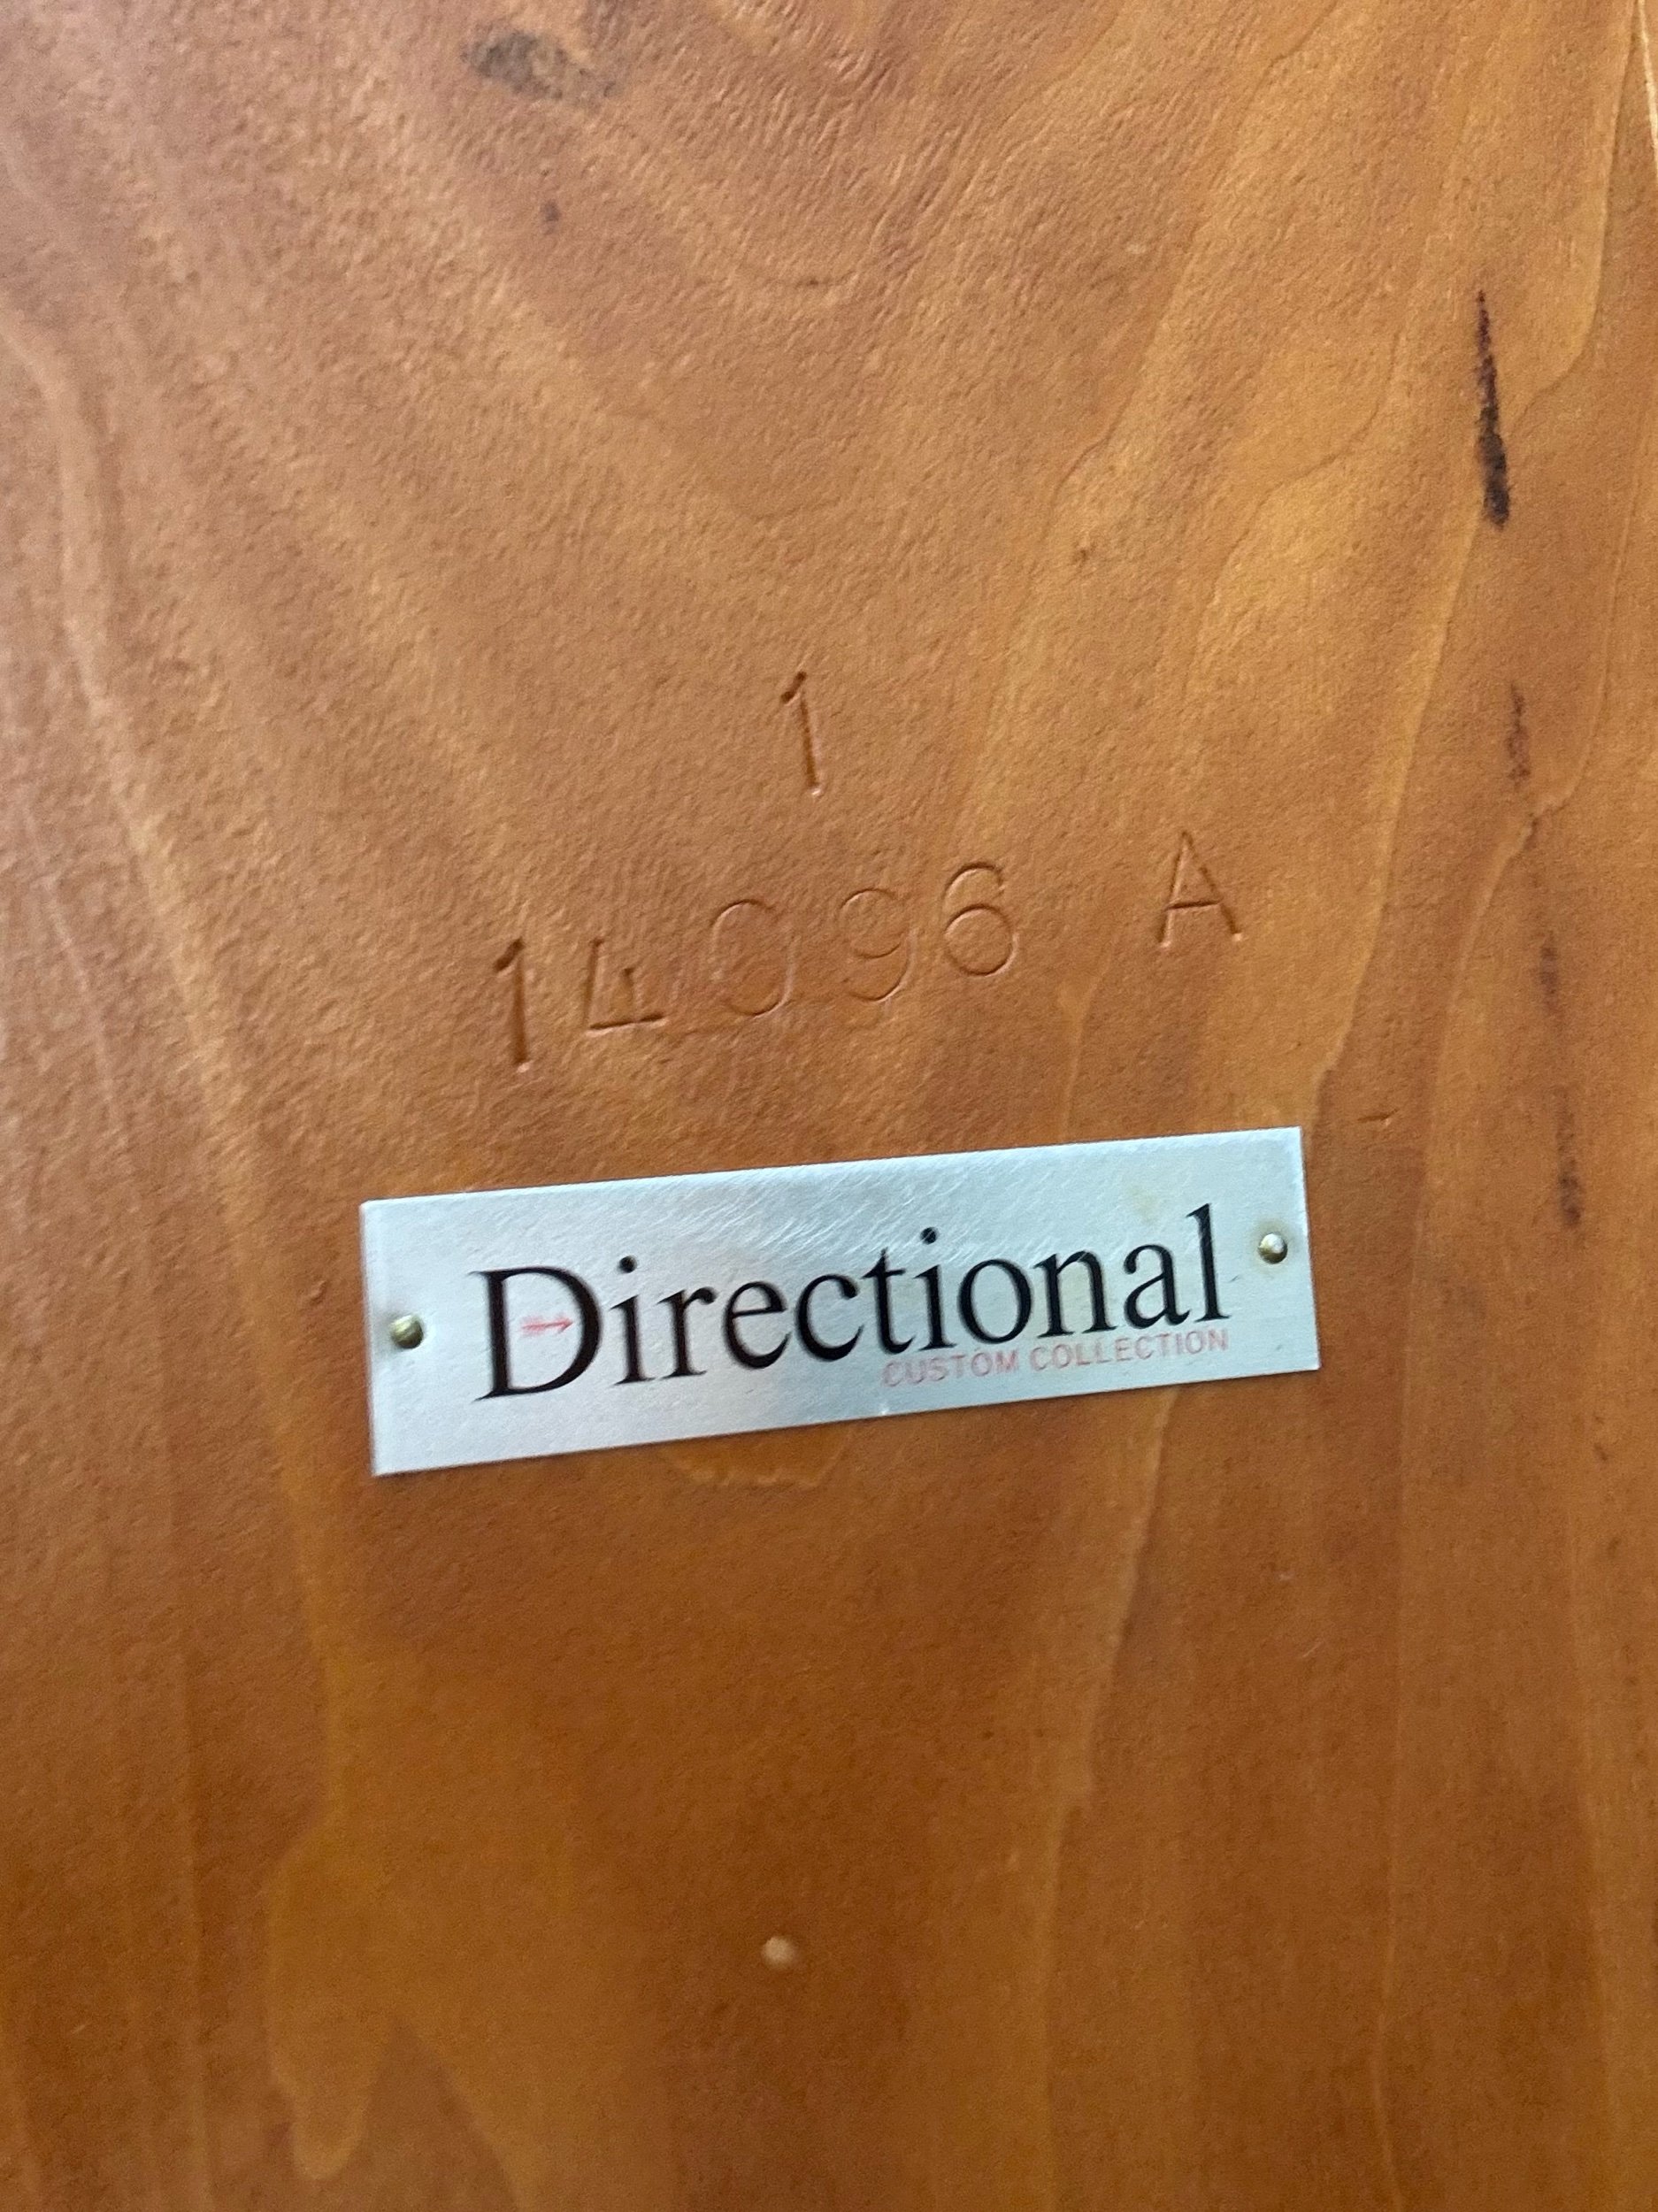 1
14096 A
Directional
CUSTOM COLLECTION